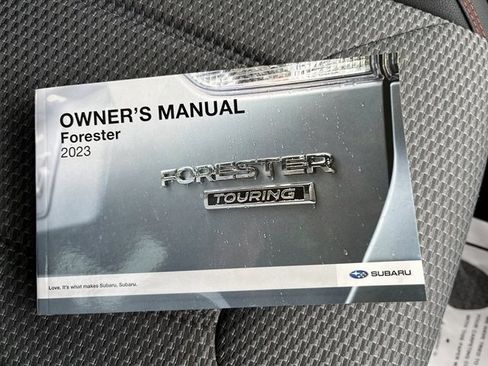 OWNER'S MANUAL
Forester
2023
FORESTER
TOURING
Love. It's what makes Subaru, Subaru.
SUBARU